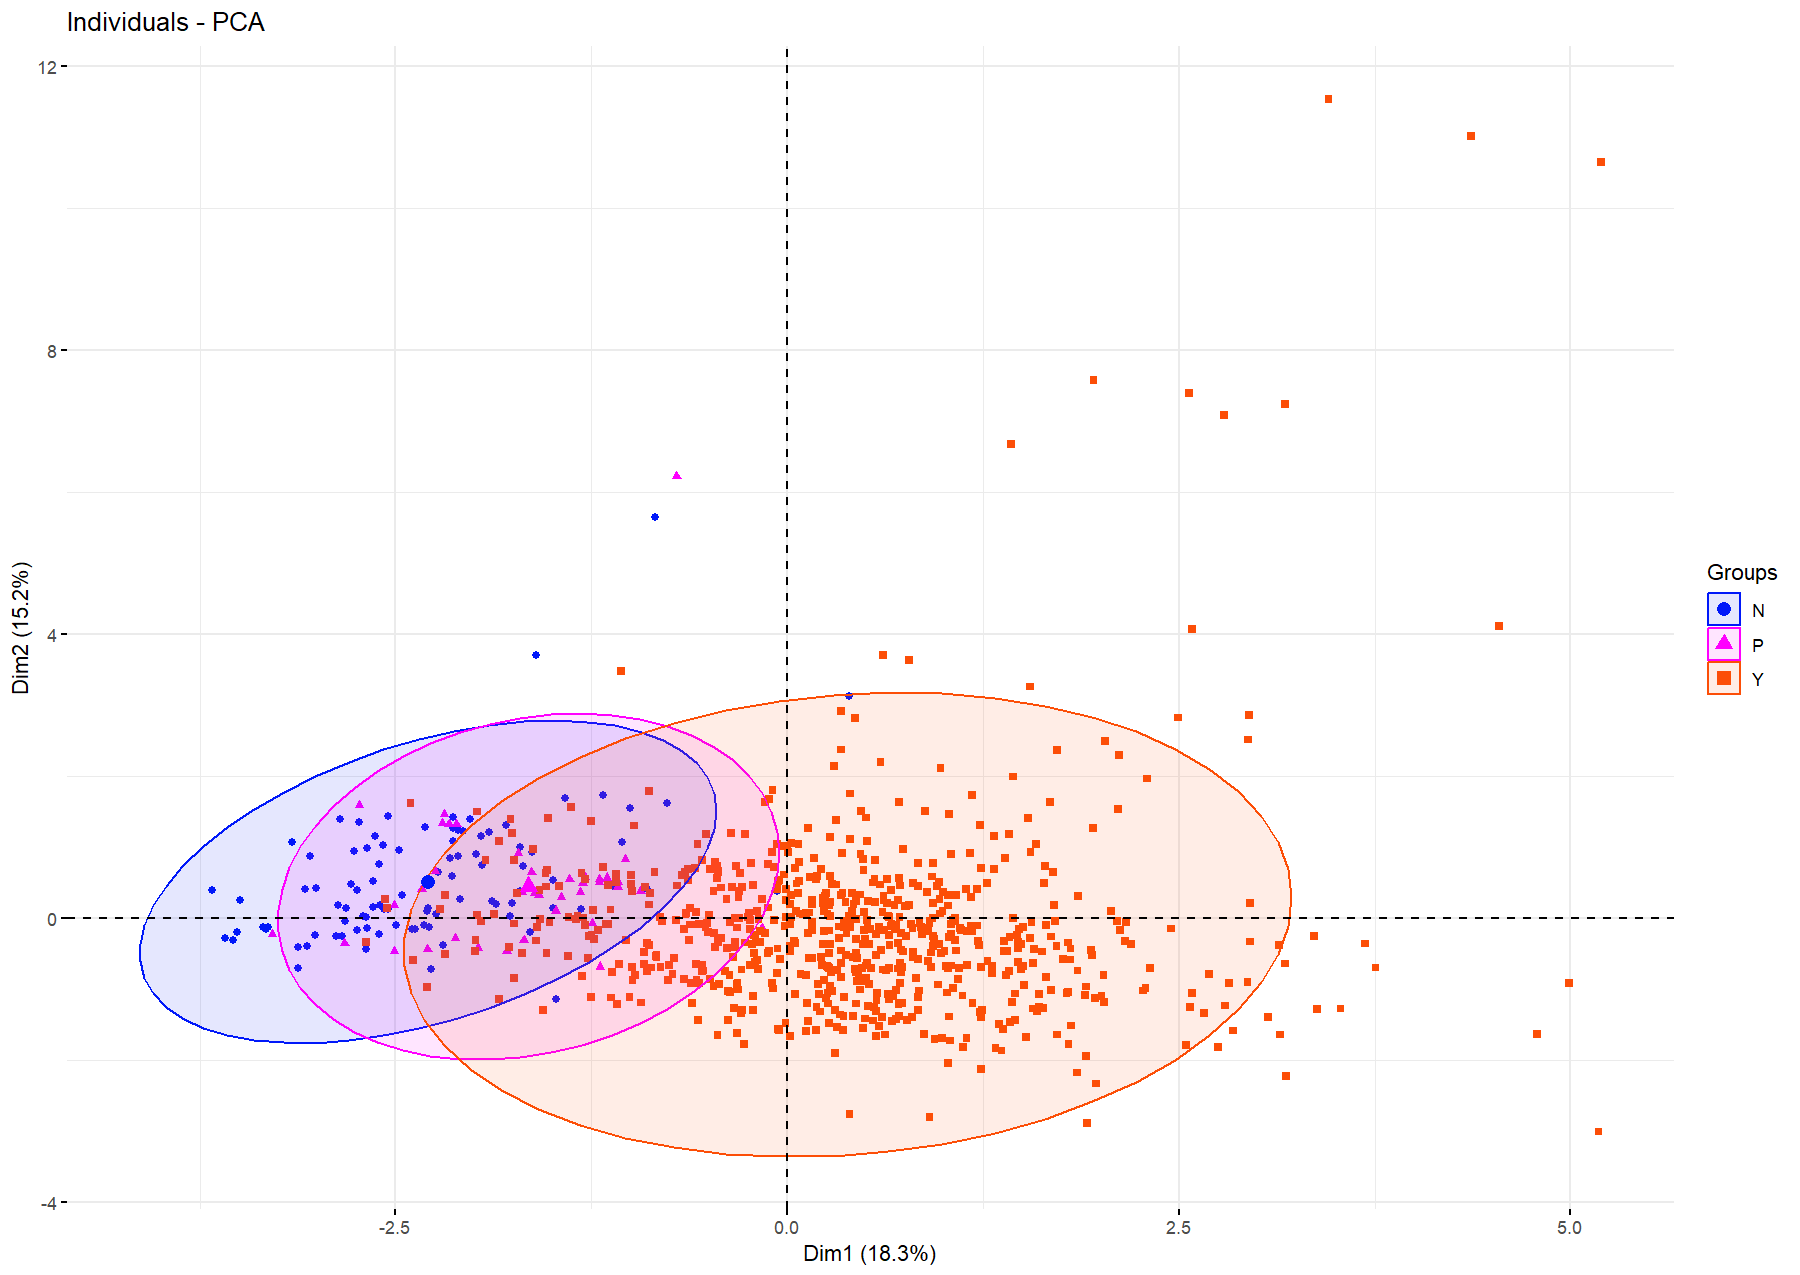 Individuals - PCA
12
8
4
0
-4
Dim2 (15.2%)
-2.5
0.0
2.5
5.0
Dim1 (18.3%)
Groups
N
P
Y